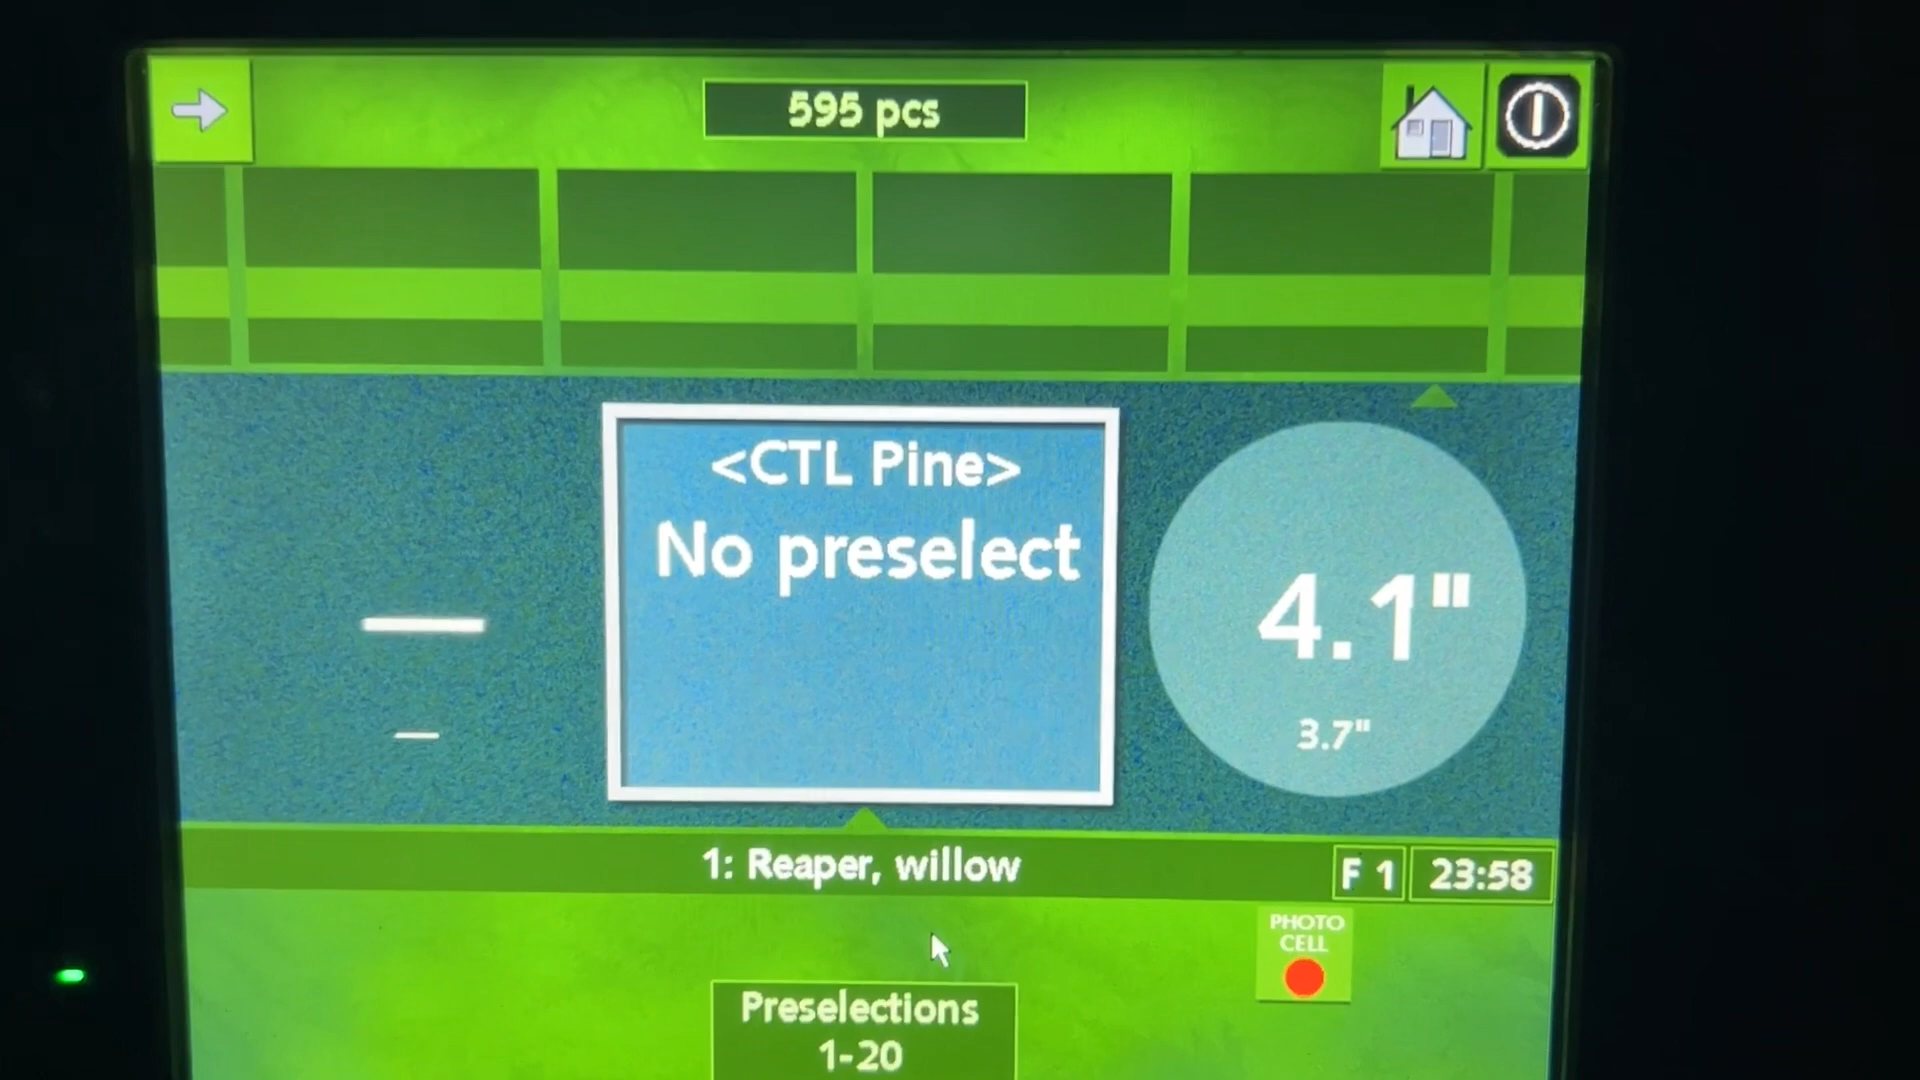 595 pcs
<CTL Pine>
No preselect
4.1"
3.7"
1: Reaper, willow
F 1
23:58
PHOTO
CELL
Preselections
1-20